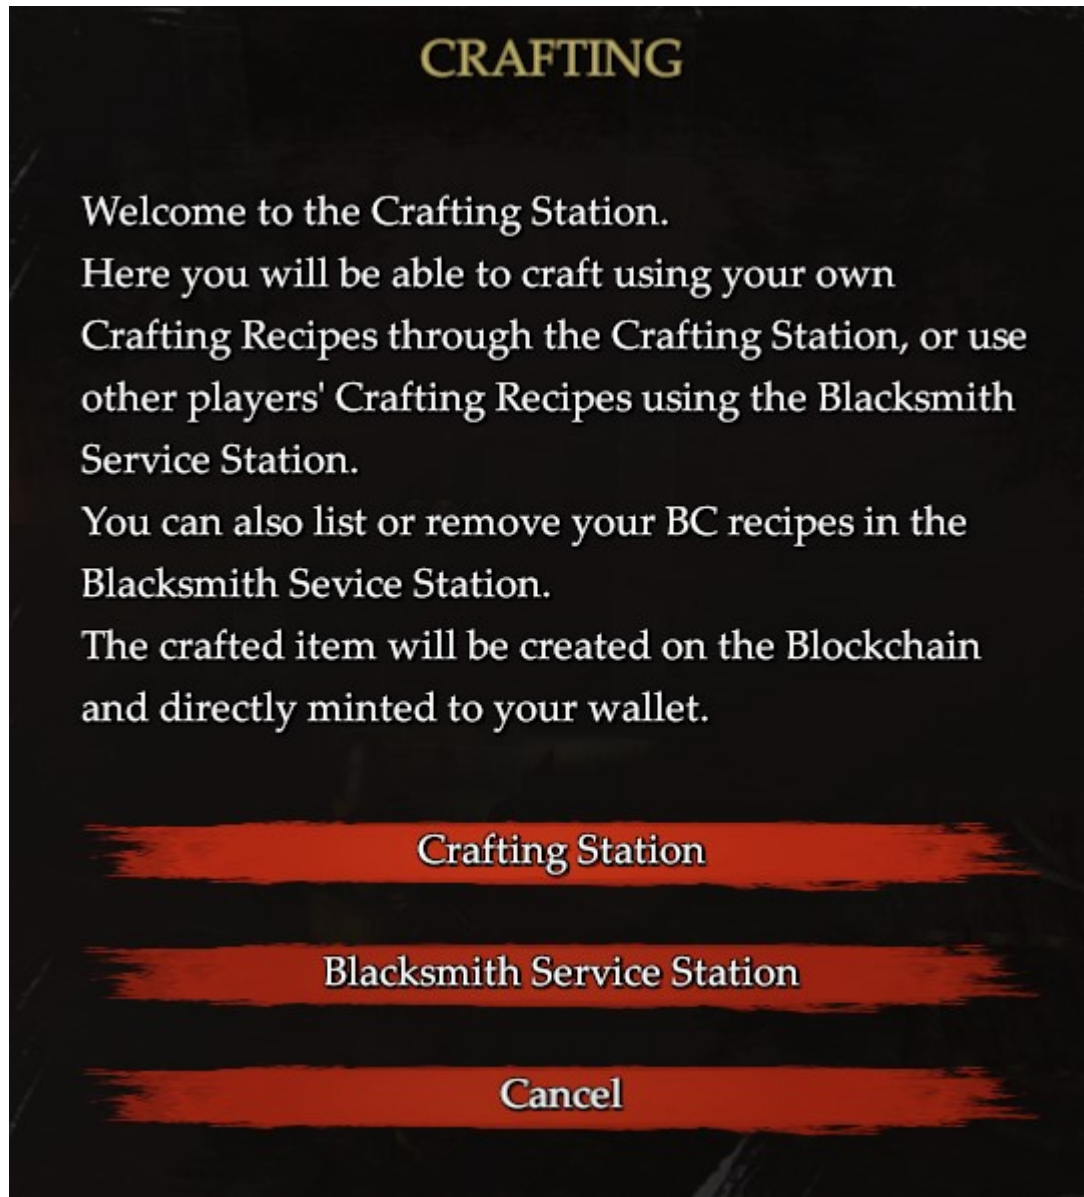 CRAFTING
Welcome to the Crafting Station.
Here you will be able to craft using your own
Crafting Recipes through the Crafting Station, or use
other players' Crafting Recipes using the Blacksmith
Service Station.
You can also list or remove your BC recipes in the
Blacksmith Sevice Station.
The crafted item will be created on the Blockchain
and directly minted to your wallet.
Crafting Station
Blacksmith Service Station
Cancel